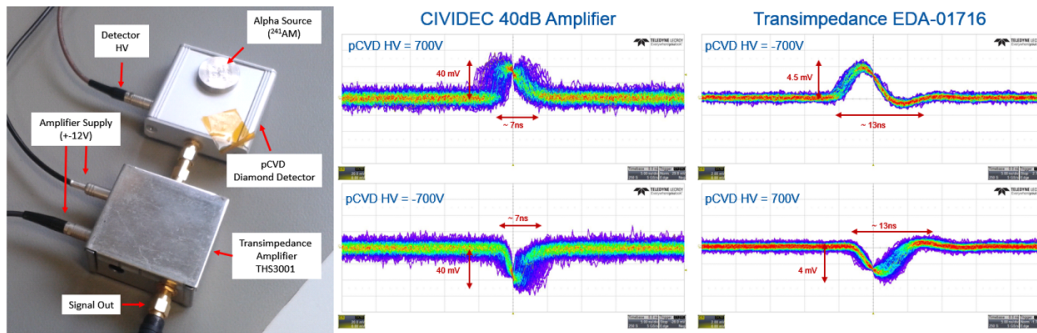 Detector
HV
Alpha Source
(²⁴¹AM)
Amplifier Supply
(+-12V)
pCVD
Diamond Detector
Transimpedance
Amplifier
THS3001
Signal Out
CIVIDEC 40dB Amplifier
pCVD HV = 700V
TELEDYNE LECROY
40 mV
~ 7ns
pCVD HV = -700V
TELEDYNE LECROY
~ 7ns
40 mV
Transimpedance EDA-01716
pCVD HV = -700V
TELEDYNE LECROY
4.5 mV
~ 13ns
pCVD HV = 700V
TELEDYNE LECROY
~ 13ns
4 mV